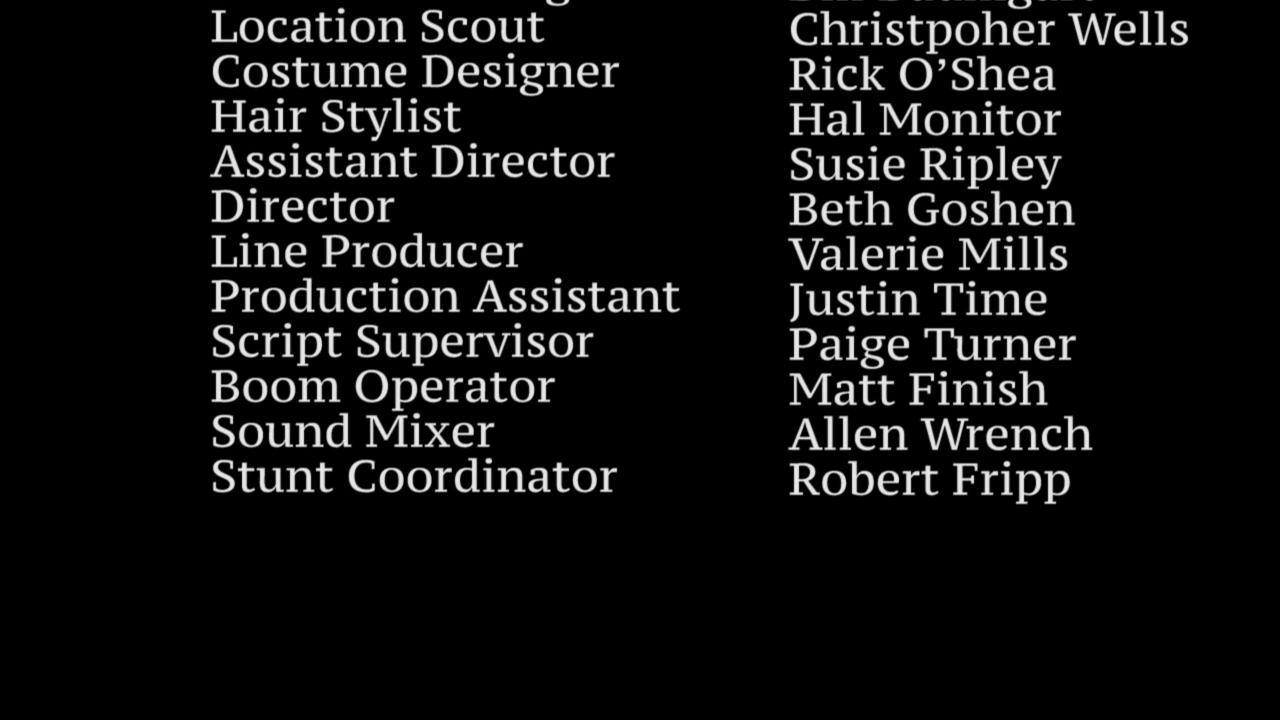 Location Scout Christpoher Wells
Costume Designer Rick O’Shea
Hair Stylist Hal Monitor
Assistant Director Susie Ripley
Director Beth Goshen
Line Producer Valerie Mills
Production Assistant Justin Time
Script Supervisor Paige Turner
Boom Operator Matt Finish
Sound Mixer Allen Wrench
Stunt Coordinator Robert Fripp